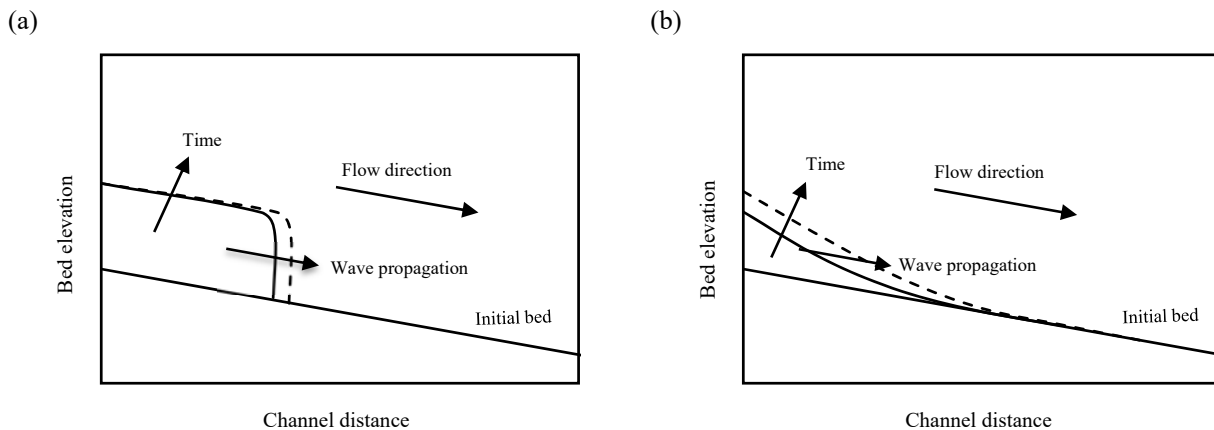 (a)
Time
Flow direction
Wave propagation
Initial bed
Bed elevation
Channel distance
(b)
Time
Flow direction
Wave propagation
Initial bed
Bed elevation
Channel distance